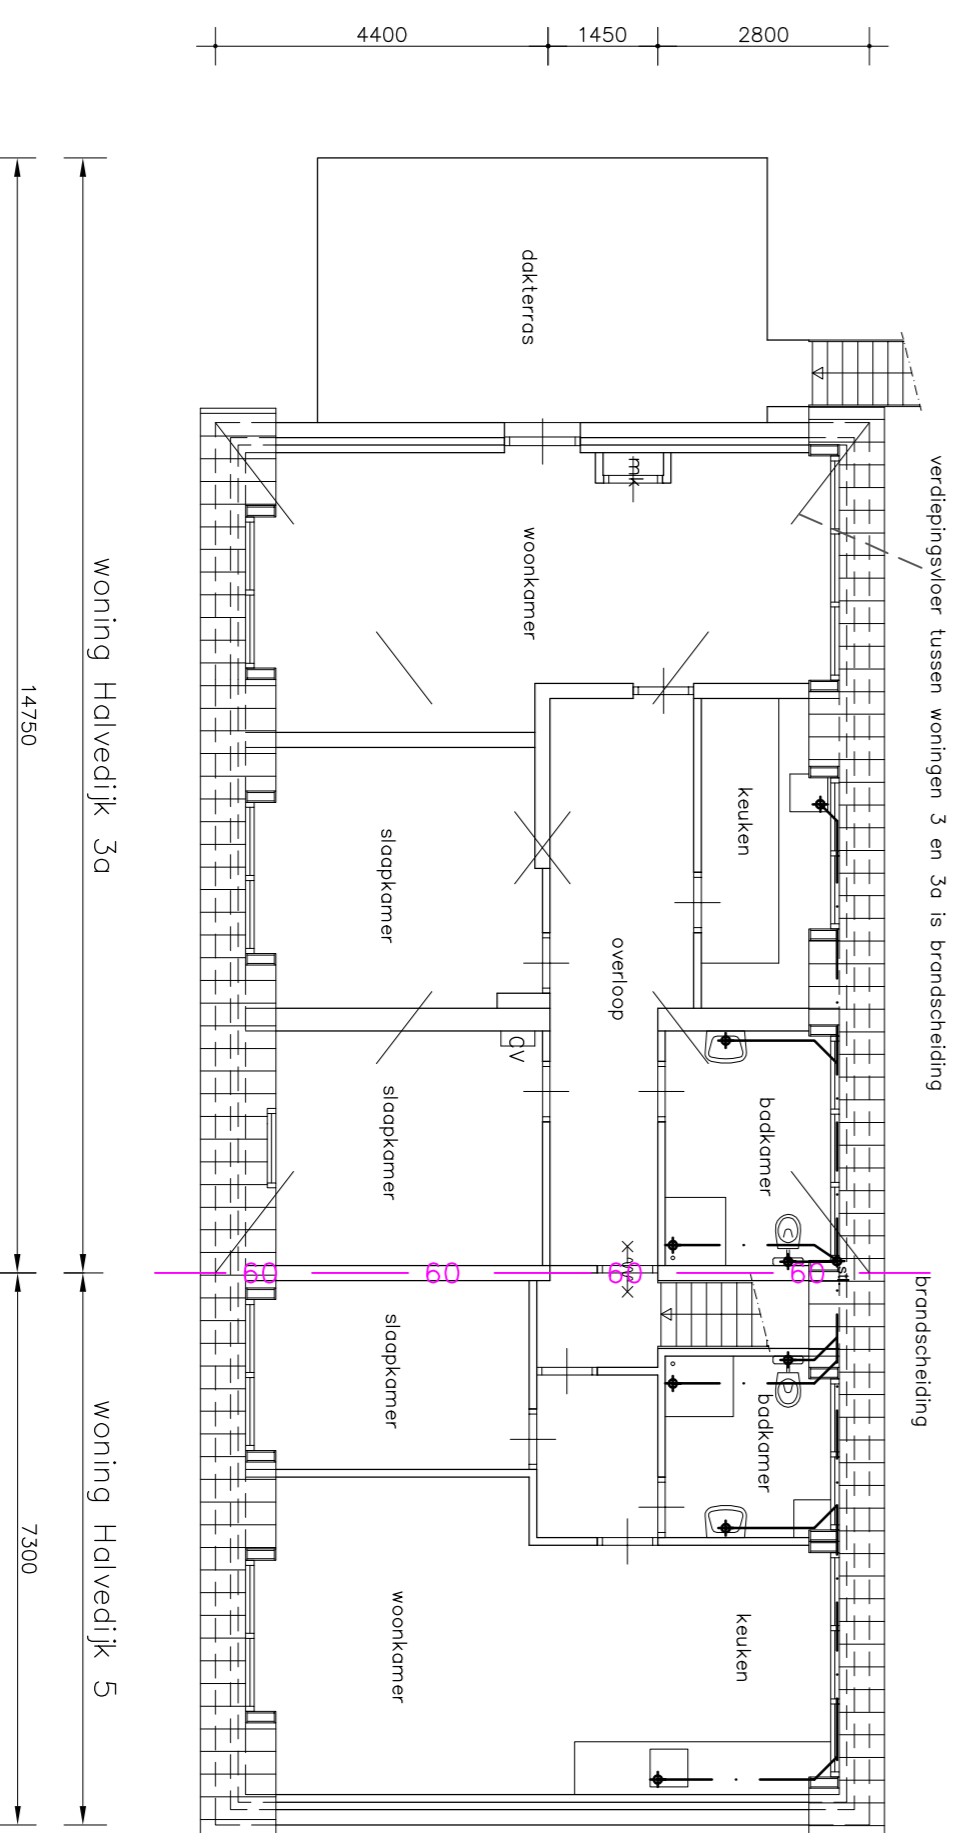 4400
1450
2800
dakterras
verdiepingsvloer tussen woningen 3 en 3a is brandscheiding
mk
woonkamer
woning Halvedijk 3a
14750
keuken
slaapkamer
overloop
CV
slaapkamer
badkamer
60
60
60
60
brandscheiding
slaapkamer
badkamer
woning Halvedijk 5
7300
woonkamer
keuken